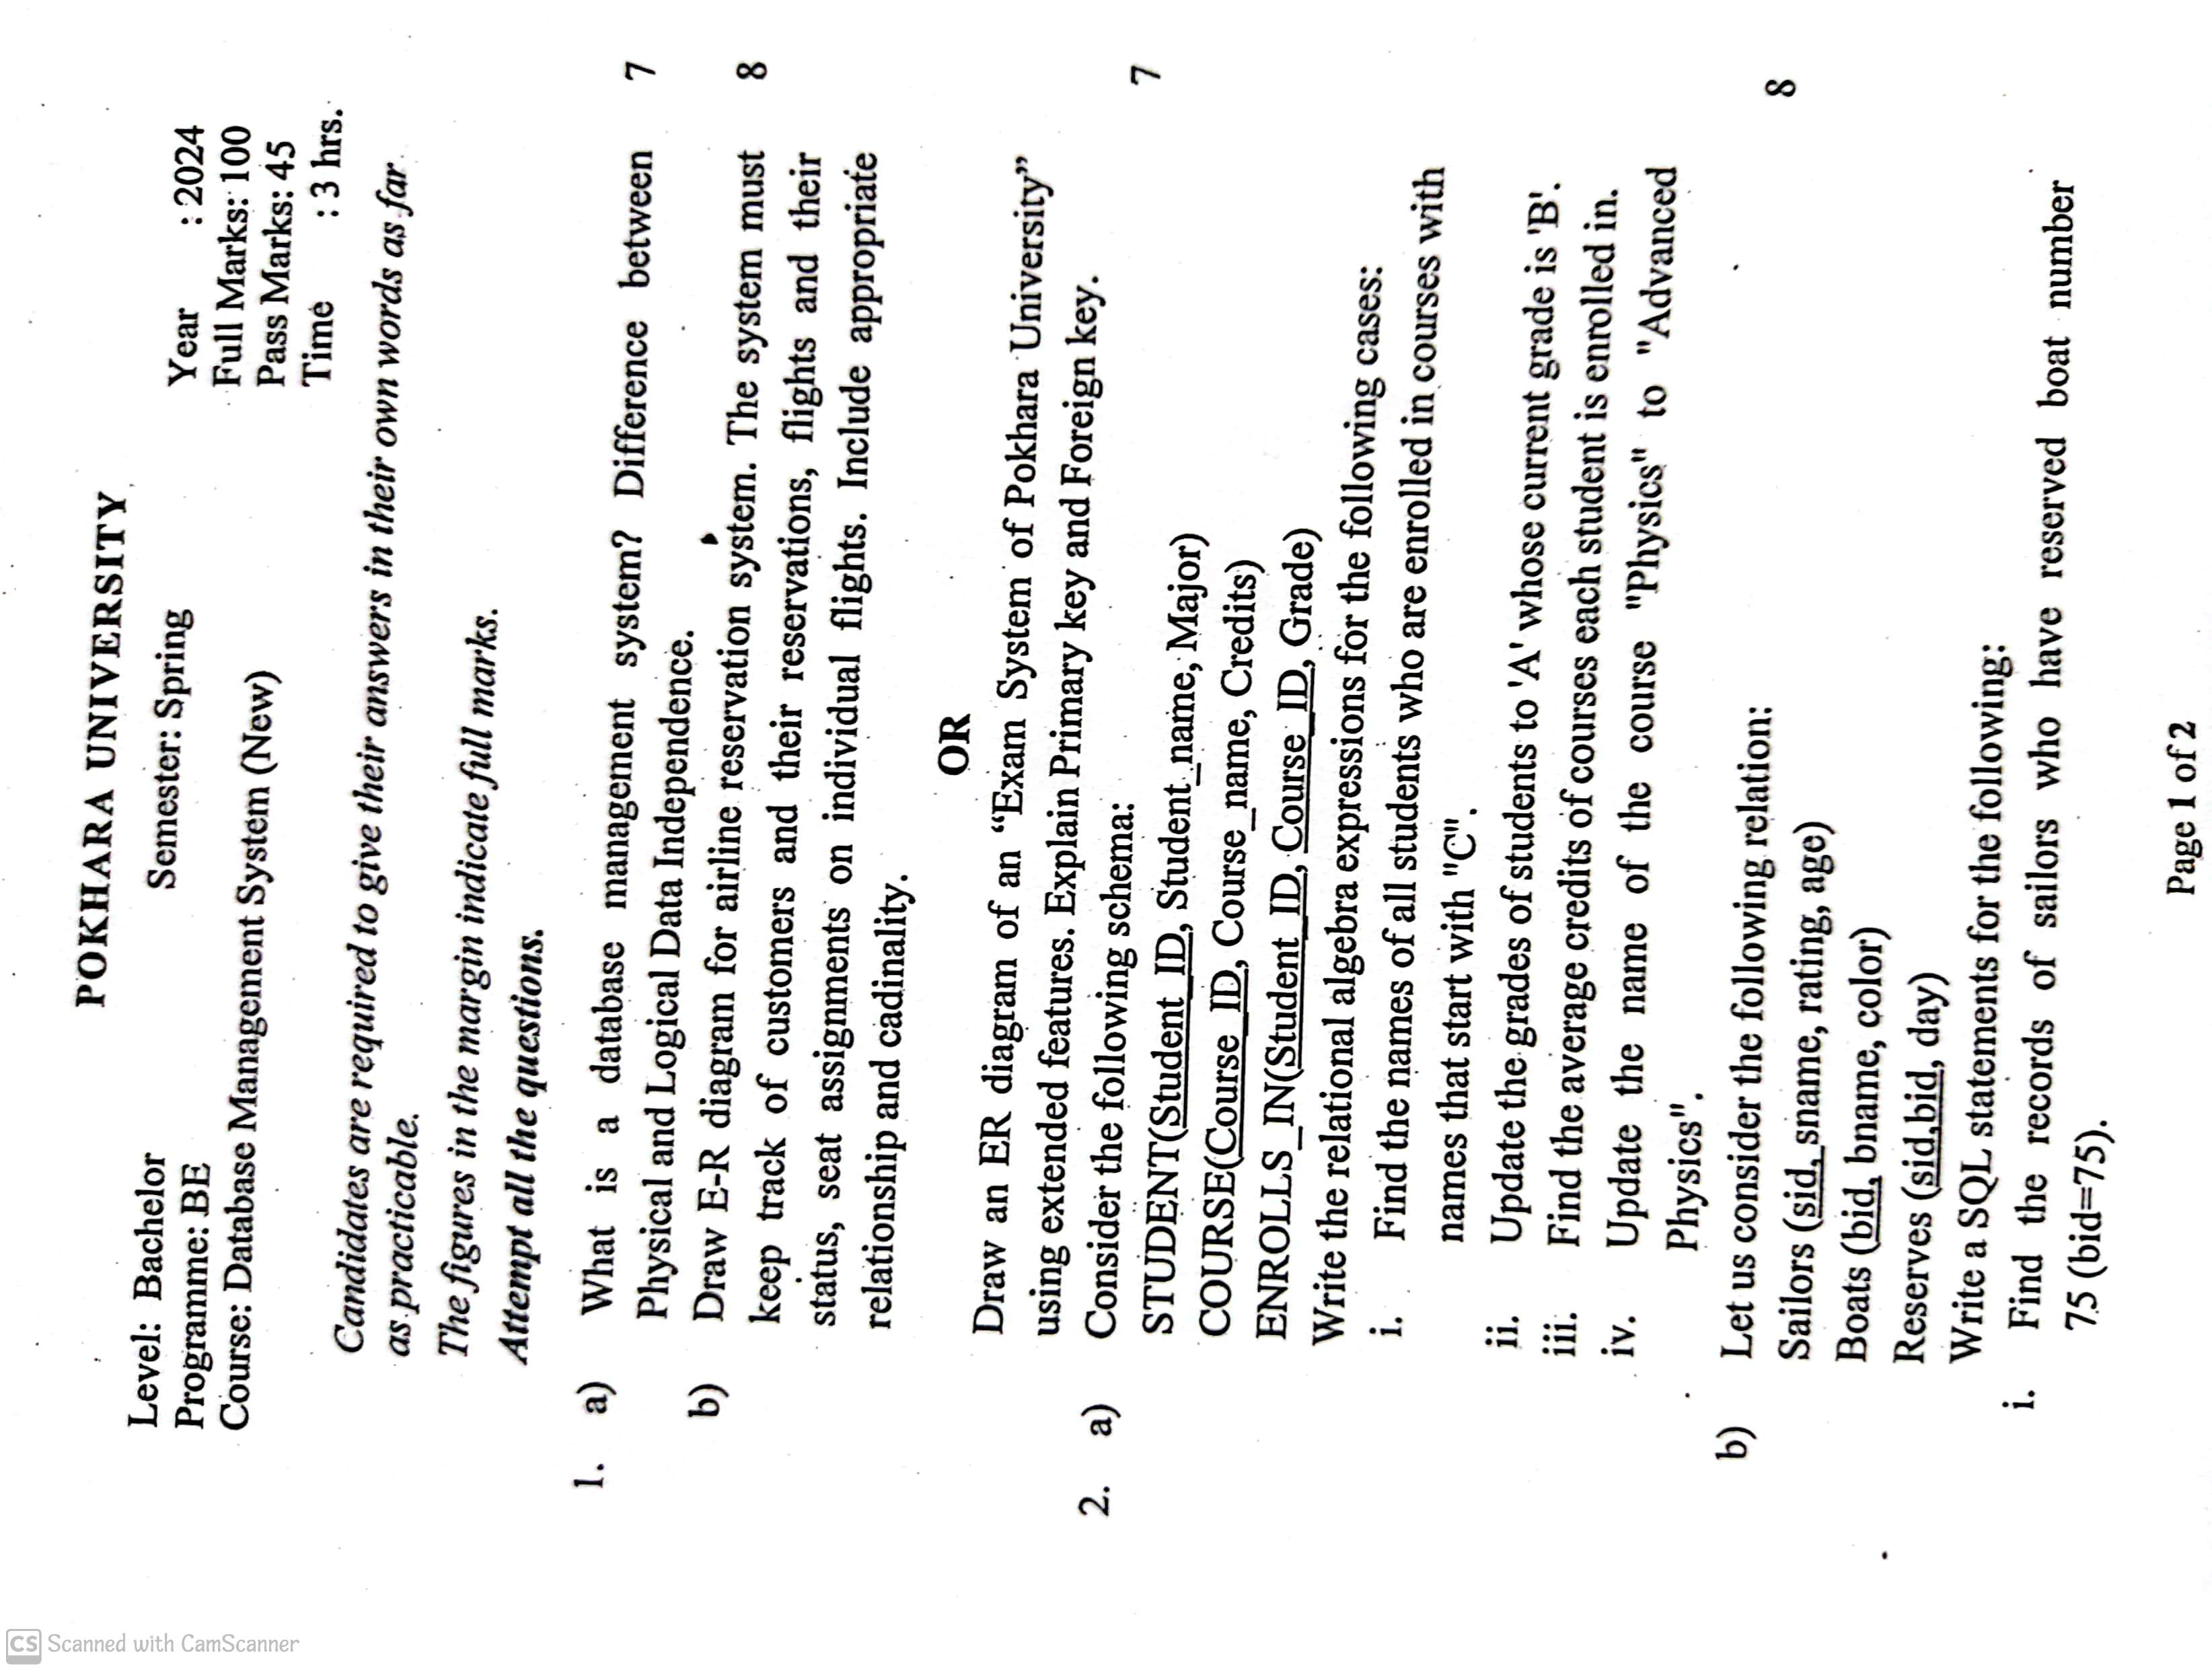 CS Scanned with CamScanner
POKHARA UNIVERSITY
Level: Bachelor Semester: Spring Year : 2024
Programme: BE Full Marks: 100
Course: Database Management System (New) Pass Marks: 45
Time : 3 hrs.
Candidates are required to give their answers in their own words as far
as practicable.
The figures in the margin indicate full marks.
Attempt all the questions.
1. a) What is a database management system? Difference between 7
Physical and Logical Data Independence.
b) Draw E-R diagram for airline reservation system. The system must 8
keep track of customers and their reservations, flights and their
status, seat assignments on individual flights. Include appropriate
relationship and cadinality.
OR
Draw an ER diagram of an “Exam System of Pokhara University”
using extended features. Explain Primary key and Foreign key.
2. a) Consider the following schema: 7
STUDENT(Student_ID, Student_name, Major)
COURSE(Course_ID, Course_name, Credits)
ENROLLS_IN(Student_ID, Course_ID, Grade)
Write the relational algebra expressions for the following cases:
i. Find the names of all students who are enrolled in courses with
names that start with "C".
ii. Update the grades of students to 'A' whose current grade is 'B'.
iii. Find the average credits of courses each student is enrolled in.
iv. Update the name of the course "Physics" to "Advanced
Physics".
b) Let us consider the following relation: 8
Sailors (sid, sname, rating, age)
Boats (bid, bname, color)
Reserves (sid,bid, day)
Write a SQL statements for the following:
i. Find the records of sailors who have reserved boat number
75 (bid=75).
Page 1 of 2